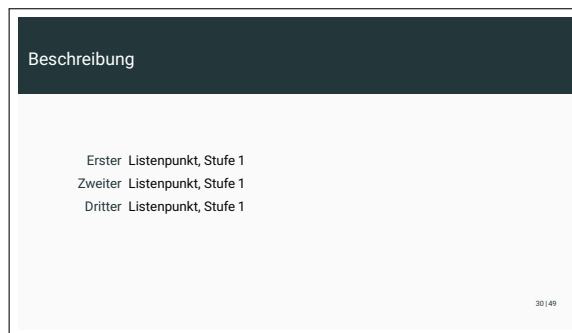 Beschreibung
Erster Listenpunkt, Stufe 1
Zweiter Listenpunkt, Stufe 1
Dritter Listenpunkt, Stufe 1
30|49